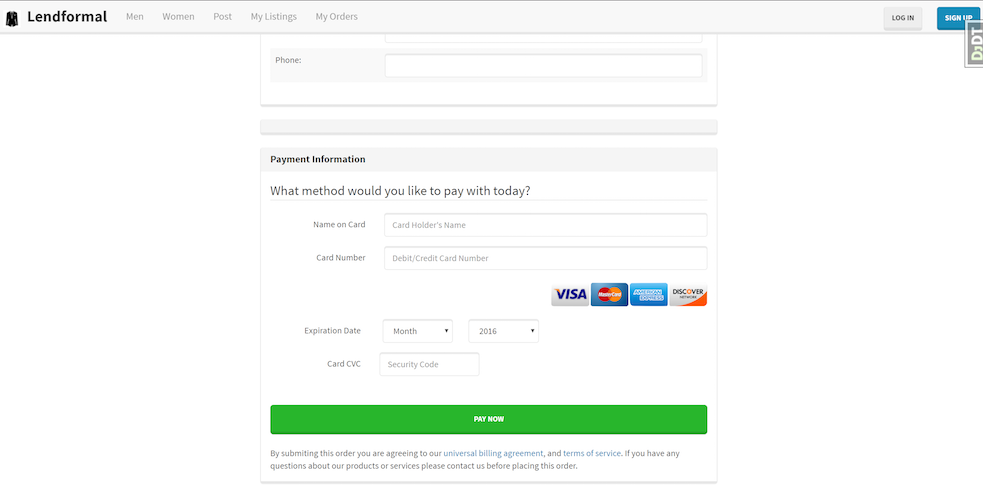 Lendformal Men Women Post My Listings My Orders LOG IN SIGN UP
DJDT
Phone:
Payment Information
What method would you like to pay with today?
Name on Card Card Holder's Name
Card Number Debit/Credit Card Number
VISA MasterCard AMERICAN EXPRESS DISCOVER NETWORK
Expiration Date Month 2016
Card CVC Security Code
PAY NOW
By submiting this order you are agreeing to our universal billing agreement, and terms of service. If you have any
questions about our products or services please contact us before placing this order.